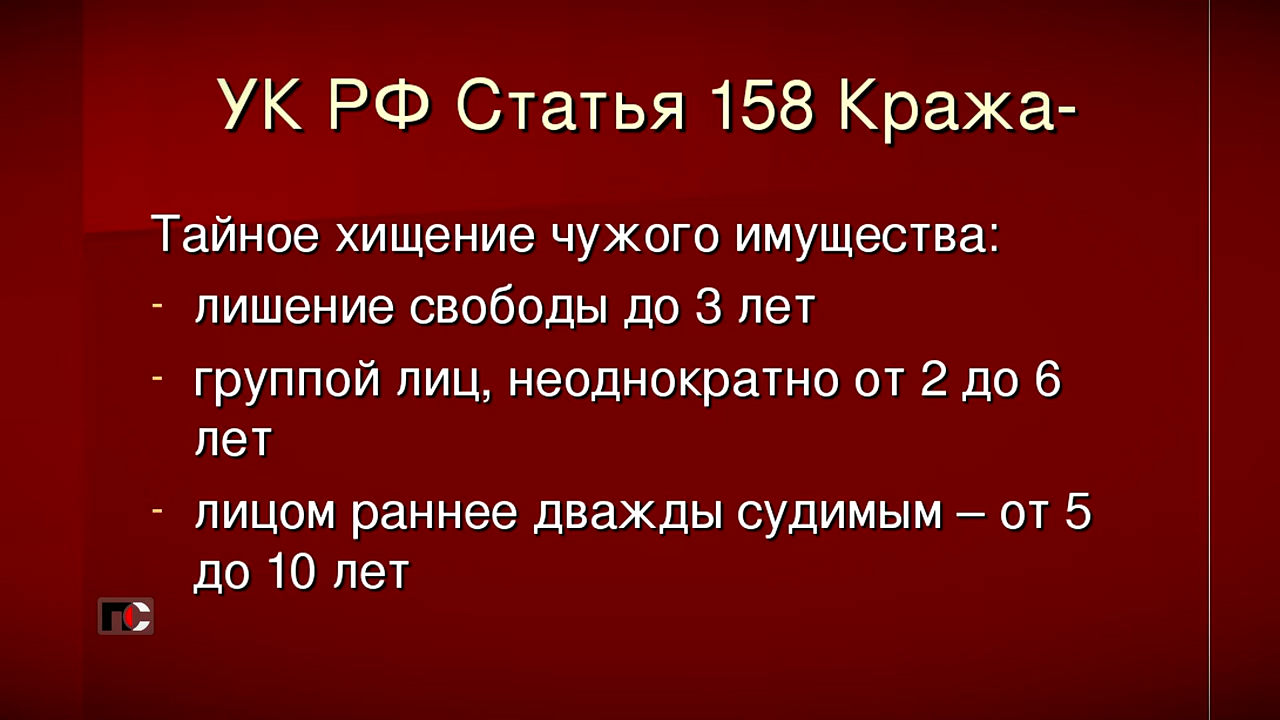 УК РФ Статья 158 Кража-
Тайное хищение чужого имущества:
- лишение свободы до 3 лет
- группой лиц, неоднократно от 2 до 6
лет
- лицом раннее дважды судимым – от 5
до 10 лет
ПС